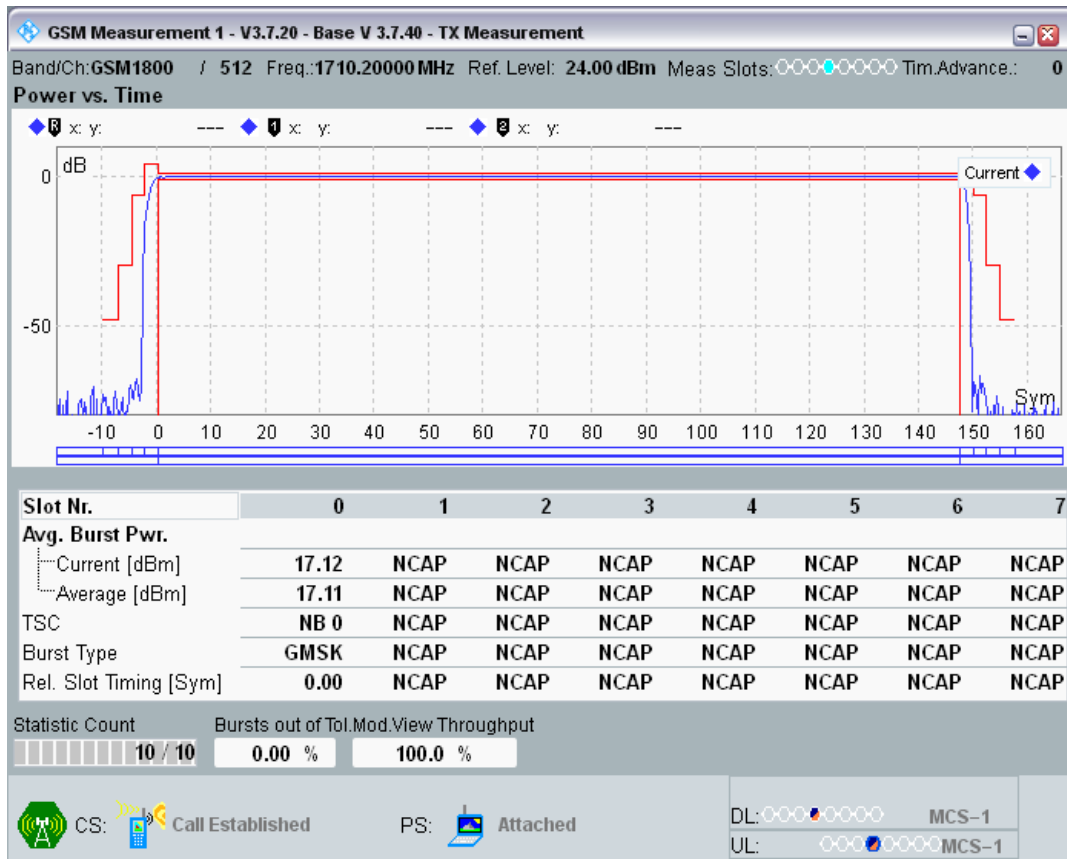 GSM Measurement 1 - V3.7.20 - Base V 3.7.40 - TX Measurement
Band/Ch:GSM1800 / 512 Freq.:1710.20000 MHz Ref. Level: 24.00 dBm Meas Slots: Tim.Advance.: 0
Power vs. Time
R x: y: --- 1 x: y: --- 2 x: y: ---
dB
Current
0
-50
Sym
-10 0 10 20 30 40 50 60 70 80 90 100 110 120 130 140 150 160
Slot Nr. 0 1 2 3 4 5 6 7
Avg. Burst Pwr.
Current [dBm] 17.12 NCAP NCAP NCAP NCAP NCAP NCAP NCAP
Average [dBm] 17.11 NCAP NCAP NCAP NCAP NCAP NCAP NCAP
TSC NB 0 NCAP NCAP NCAP NCAP NCAP NCAP NCAP
Burst Type GMSK NCAP NCAP NCAP NCAP NCAP NCAP NCAP
Rel. Slot Timing [Sym] 0.00 NCAP NCAP NCAP NCAP NCAP NCAP NCAP
Statistic Count Bursts out of Tol.Mod.View Throughput
10 / 10 0.00 % 100.0 %
CS: Call Established PS: Attached
DL: MCS-1
UL: MCS-1